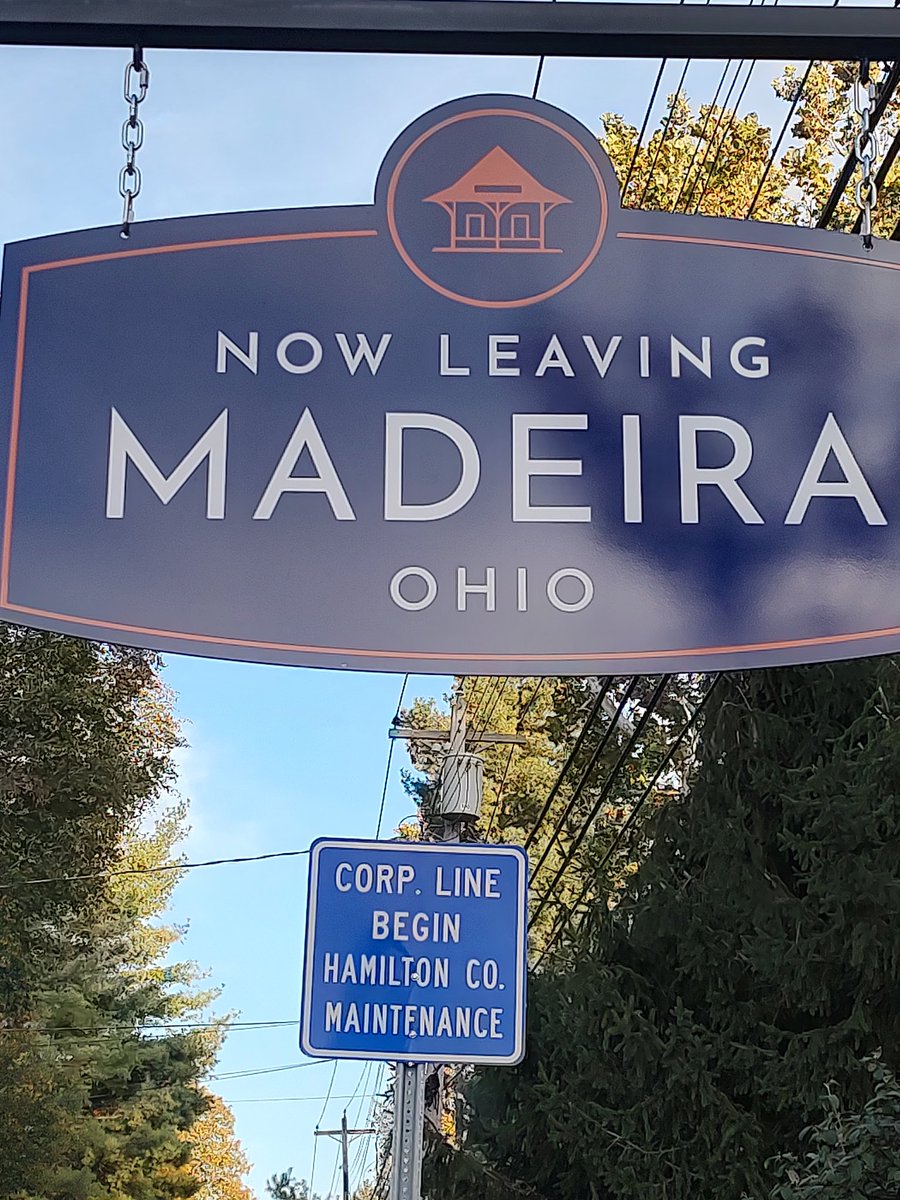 NOW LEAVING
MADEIRA
OHIO
CORP. LINE
BEGIN
HAMILTON CO.
MAINTENANCE